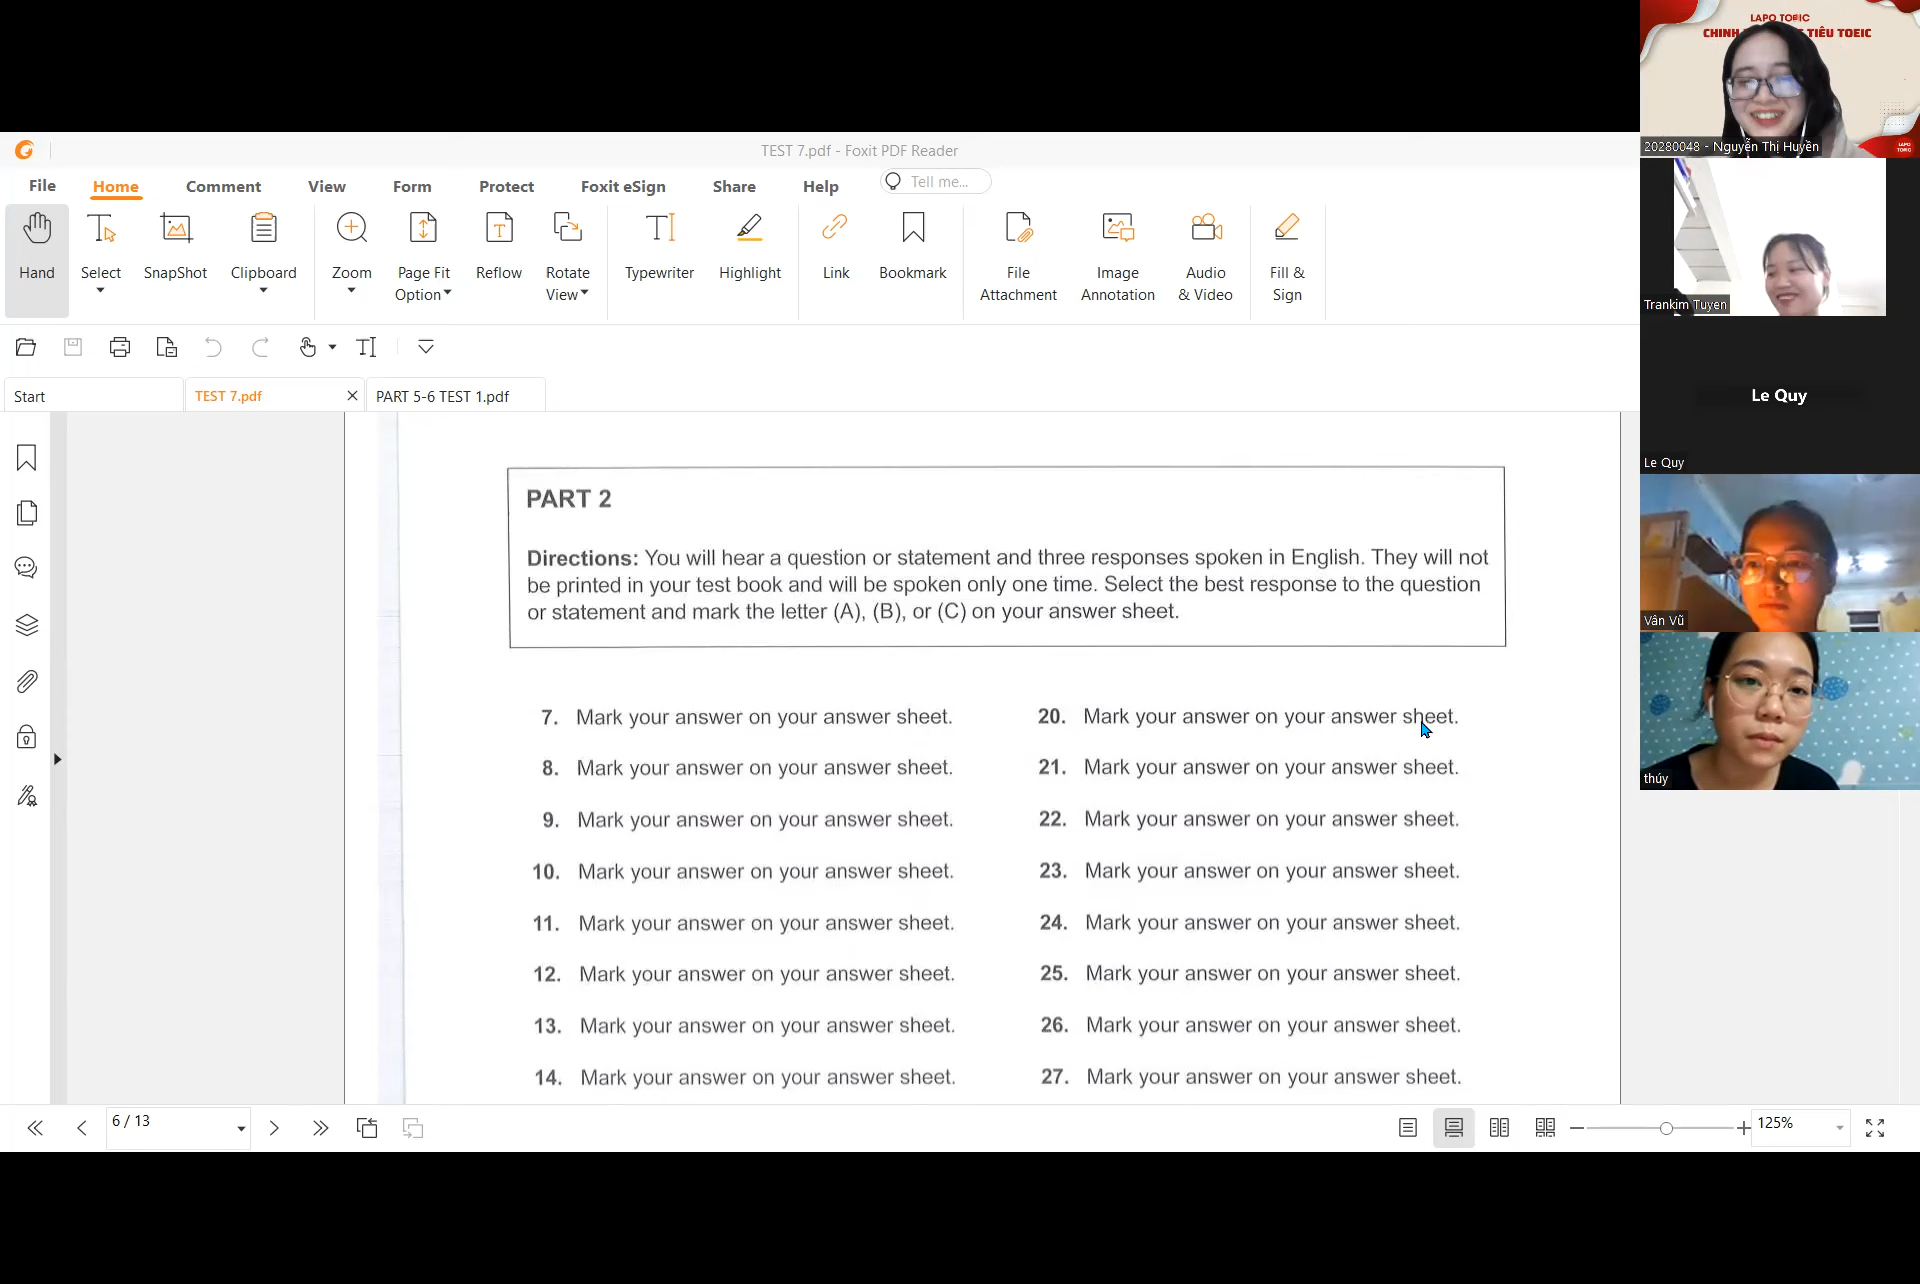 LAPO TOEIC
CHINH TIÊU TOEIC
20280048 - Nguyễn Thị Huyền
TEST 7.pdf - Foxit PDF Reader
File Home Comment View Form Protect Foxit eSign Share Help Tell me...
Hand Select SnapShot Clipboard Zoom Page Fit Option Reflow Rotate View Typewriter Highlight Link Bookmark File Attachment Image Annotation Audio & Video Fill & Sign
Trankim Tuyen
Start TEST 7.pdf PART 5-6 TEST 1.pdf
Le Quy
Le Quy
Vân Vũ
thúy
PART 2
Directions: You will hear a question or statement and three responses spoken in English. They will not
be printed in your test book and will be spoken only one time. Select the best response to the question
or statement and mark the letter (A), (B), or (C) on your answer sheet.
7. Mark your answer on your answer sheet.
8. Mark your answer on your answer sheet.
9. Mark your answer on your answer sheet.
10. Mark your answer on your answer sheet.
11. Mark your answer on your answer sheet.
12. Mark your answer on your answer sheet.
13. Mark your answer on your answer sheet.
14. Mark your answer on your answer sheet.
20. Mark your answer on your answer sheet.
21. Mark your answer on your answer sheet.
22. Mark your answer on your answer sheet.
23. Mark your answer on your answer sheet.
24. Mark your answer on your answer sheet.
25. Mark your answer on your answer sheet.
26. Mark your answer on your answer sheet.
27. Mark your answer on your answer sheet.
6 / 13
125%